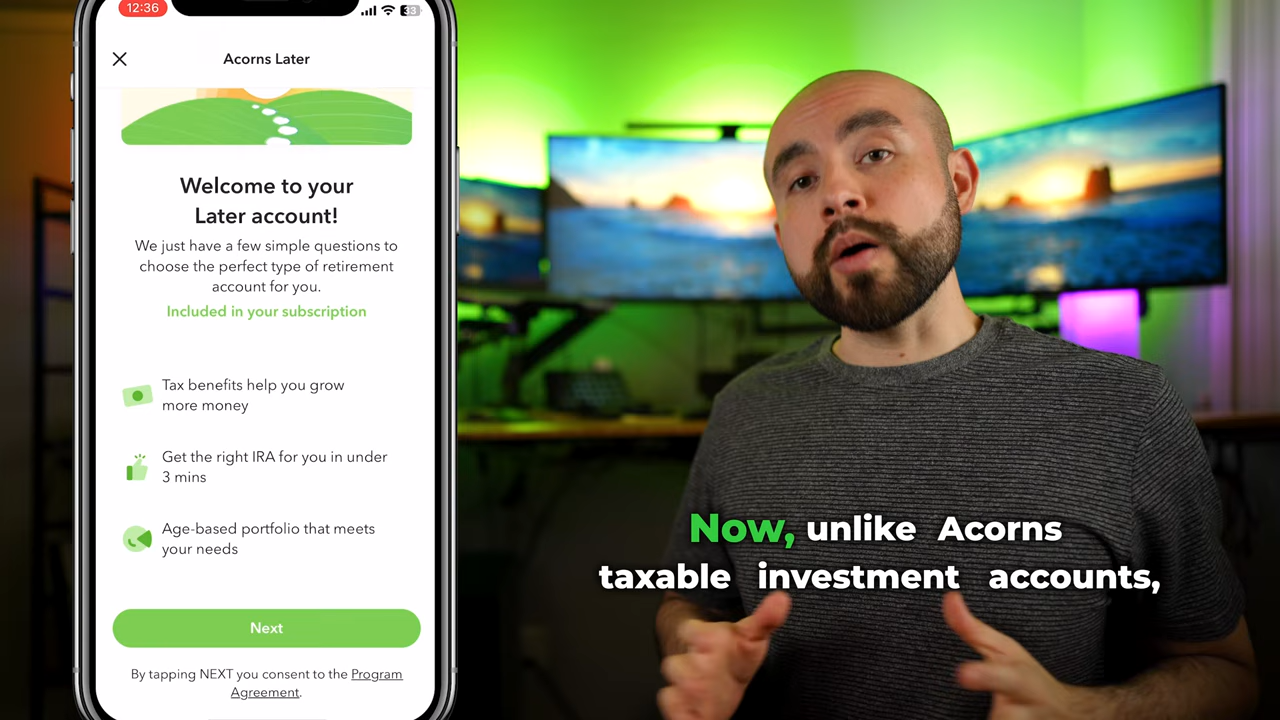 12:36
33
Acorns Later
Welcome to your
Later account!
We just have a few simple questions to
choose the perfect type of retirement
account for you.
Included in your subscription
Tax benefits help you grow
more money
Get the right IRA for you in under
3 mins
Age-based portfolio that meets
your needs
Next
By tapping NEXT you consent to the Program
Agreement.
Now, unlike Acorns
taxable investment accounts,